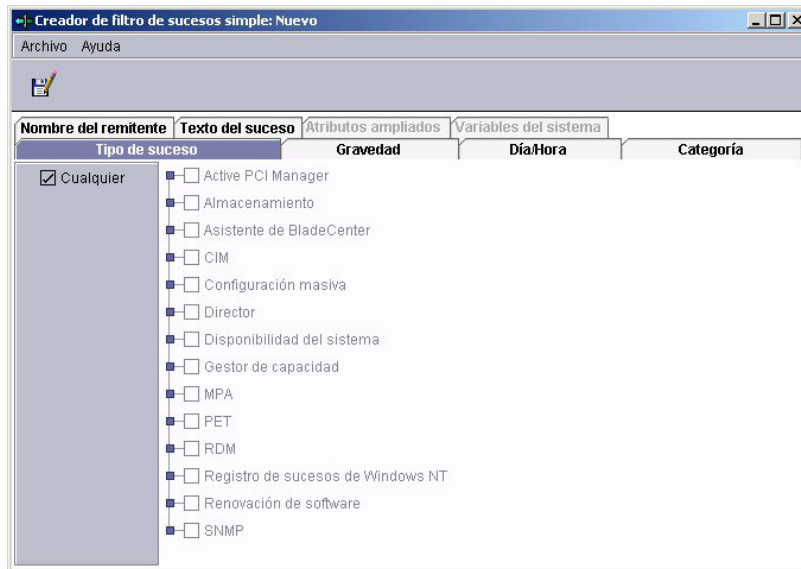 Creador de filtro de sucesos simple: Nuevo
Archivo Ayuda
Nombre del remitente Texto del suceso Atributos ampliados Variables del sistema
Tipo de suceso Gravedad Día/Hora Categoría
Cualquier
Active PCI Manager
Almacenamiento
Asistente de BladeCenter
CIM
Configuración masiva
Director
Disponibilidad del sistema
Gestor de capacidad
MPA
PET
RDM
Registro de sucesos de Windows NT
Renovación de software
SNMP